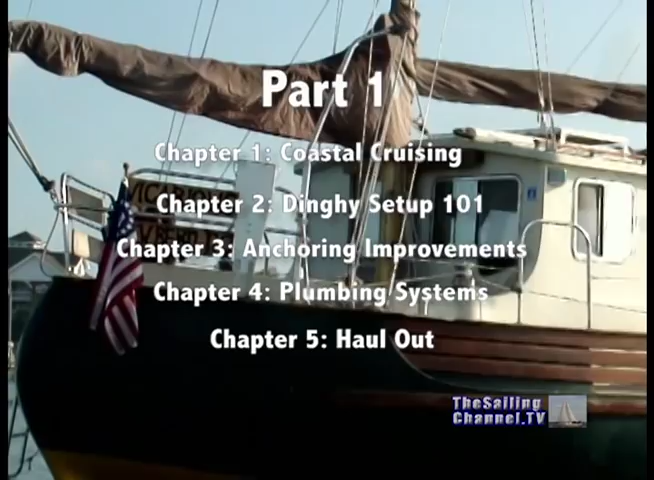 Part 1
Chapter 1: Coastal Cruising
Chapter 2: Dinghy Setup 101
Chapter 3: Anchoring Improvements
Chapter 4: Plumbing Systems
Chapter 5: Haul Out
TheSailing
Channel.TV